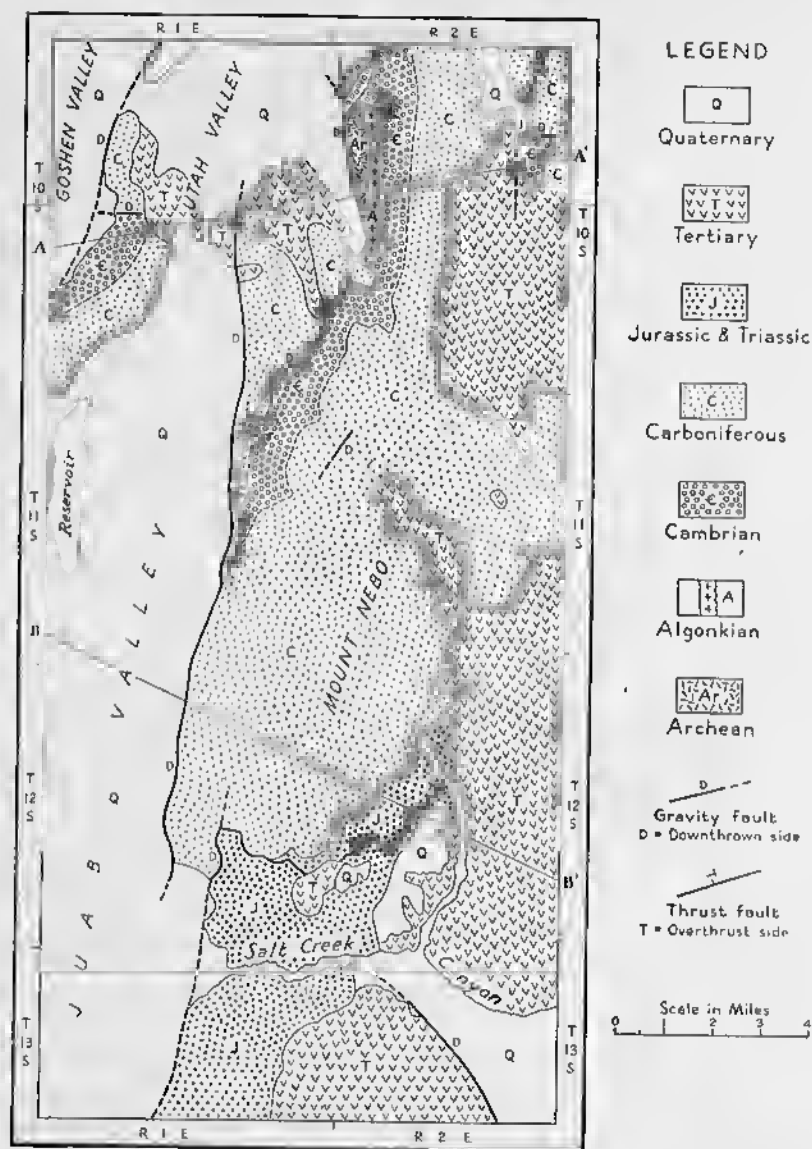 R 1 E
R 2 E
GOSHEN VALLEY
UTAH VALLEY
Q
Q
Q
C
C
C
J
D
D
Ar
Є
Є
C
A'
T
10
S
T
10
S
A
D
T
T
T
A
Є
C
C
C
T
D
D
Є
Q
C
D
Reservoir
T
11
S
T
11
S
T
B
MOUNT NEBO
C
JUAB VALLEY
Q
D
T
12
S
T
12
S
T
J
D
T
Q
Q
B'
J
Salt Creek
Canyon
T
13
S
T
13
S
J
T
D
Q
R 1 E
R 2 E
LEGEND
Q
Quaternary
T
Tertiary
J
Jurassic & Triassic
C
Carboniferous
Є
Cambrian
A
Algonkian
Ar
Archean
D
Gravity fault
D = Downthrown side
T
Thrust fault
T = Overthrust side
Scale in Miles
0 1 2 3 4